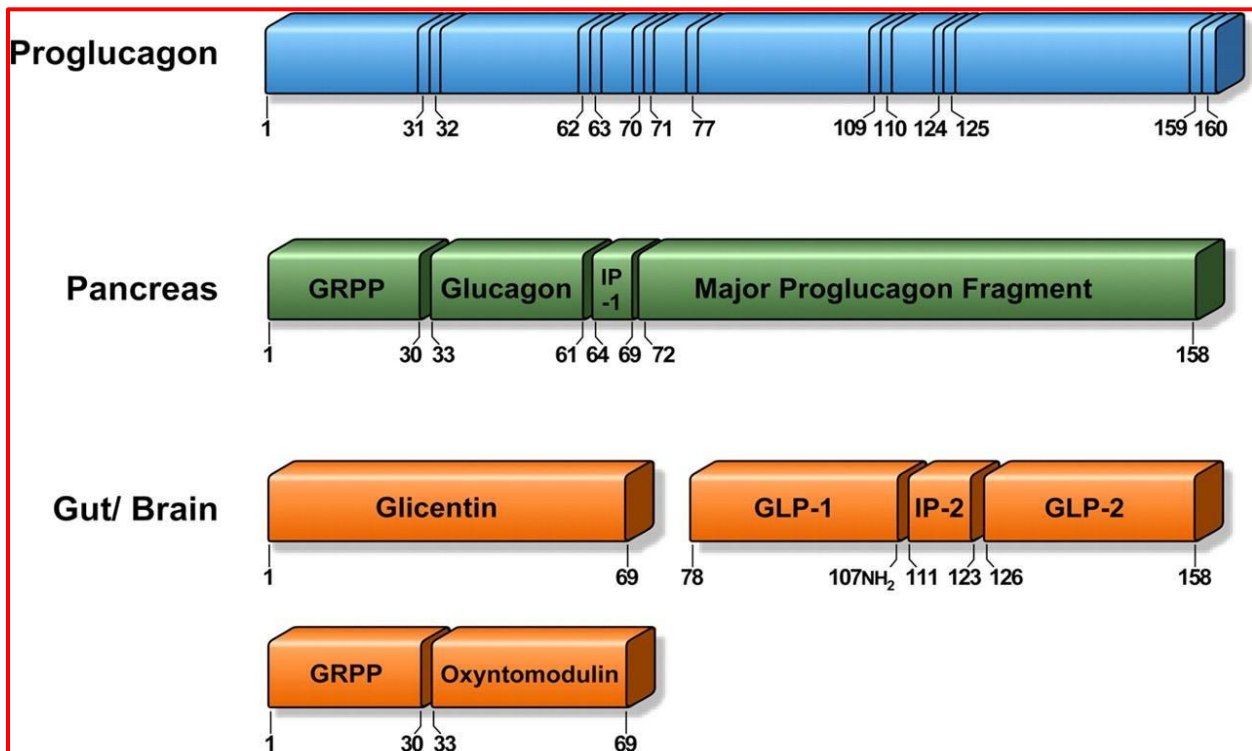 Proglucagon
1 31 32 62 63 70 71 77 109 110 124 125 159 160
Pancreas
GRPP Glucagon IP Major Proglucagon Fragment
-1
1 30 33 61 64 69 72 158
Gut/ Brain
Glicentin GLP-1 IP-2 GLP-2
1 69 78 107NH₂ 111 123 126 158
GRPP Oxyntomodulin
1 30 33 69